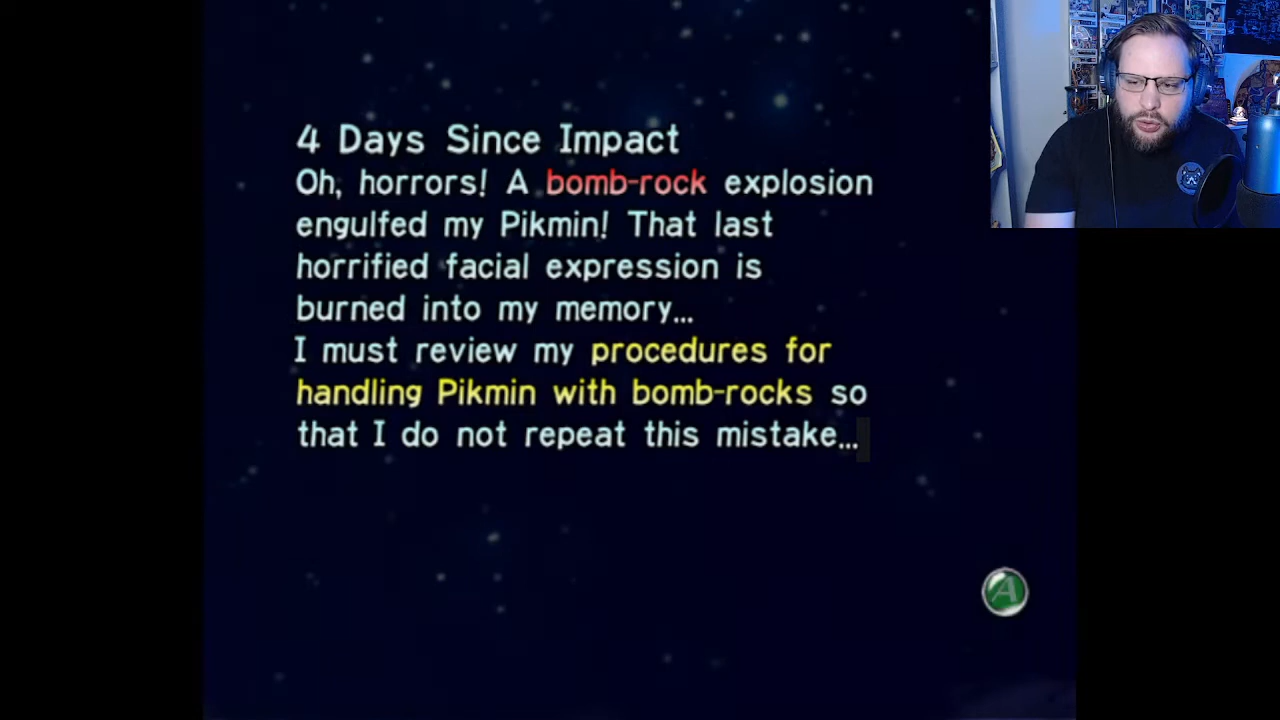 4 Days Since Impact
Oh, horrors! A bomb-rock explosion
engulfed my Pikmin! That last
horrified facial expression is
burned into my memory...
I must review my procedures for
handling Pikmin with bomb-rocks so
that I do not repeat this mistake...
A